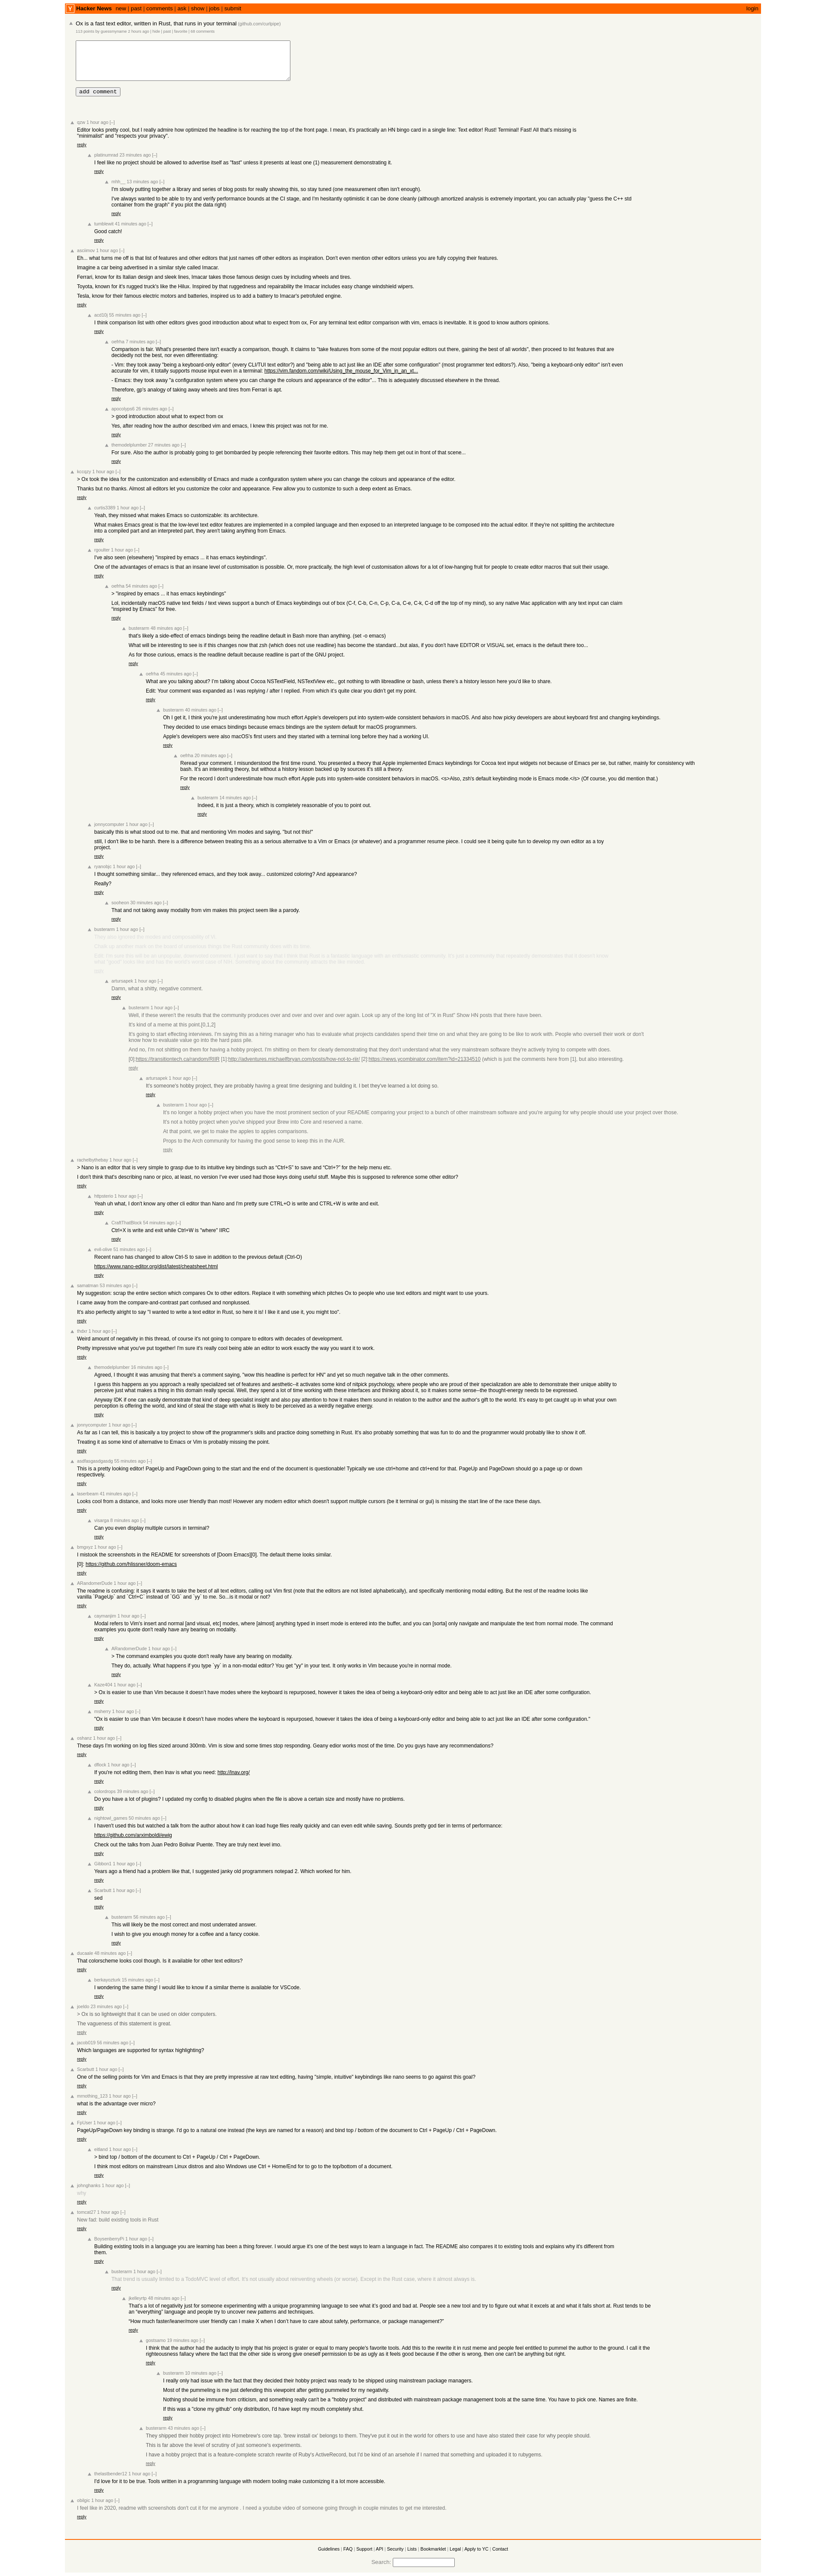 Y Hacker News new | past | comments | ask | show | jobs | submit login
▲ Ox is a fast text editor, written in Rust, that runs in your terminal (github.com/curlpipe)
add comment
Editor looks pretty cool, but I really admire how optimized the headline is for reaching the top of the front page. I mean, it's practically an HN bingo card in a single line: Text editor! Rust! Terminal! Fast! All that's missing is
"minimalist" and "respects your privacy".
reply
I feel like no project should be allowed to advertise itself as "fast" unless it presents at least one (1) measurement demonstrating it.
reply
I'm slowly putting together a library and series of blog posts for really showing this, so stay tuned (one measurement often isn't enough).
I've always wanted to be able to try and verify performance bounds at the CI stage, and I'm hesitantly optimistic it can be done cleanly (although amortized analysis is extremely important, you can actually play "guess the C++ std
container from the graph" if you plot the data right)
reply
Good catch!
reply
Eh... what turns me off is that list of features and other editors that just names off other editors as inspiration. Don't even mention other editors unless you are fully copying their features.
Imagine a car being advertised in a similar style called Imacar.
Ferrari, know for its Italian design and sleek lines, Imacar takes those famous design cues by including wheels and tires.
Toyota, known for it's rugged truck's like the Hilux. Inspired by that ruggedness and repairability the Imacar includes easy change windshield wipers.
Tesla, know for their famous electric motors and batteries, inspired us to add a battery to Imacar's petrofuled engine.
reply
I think comparison list with other editors gives good introduction about what to expect from ox. For any terminal text editor comparison with vim, emacs is inevitable. It is good to know authors opinions.
reply
Comparison is fair. What's presented there isn't exactly a comparison, though. It claims to "take features from some of the most popular editors out there, gaining the best of all worlds", then proceed to list features that are
decidedly not the best, nor even differentiating:
- Vim: they took away "being a keyboard-only editor" (every CLI/TUI text editor?) and "being able to act just like an IDE after some configuration" (most programmer text editors?). Also, "being a keyboard-only editor" isn't even
accurate for vim, it totally supports mouse input even in a terminal: https://vim.fandom.com/wiki/Using_the_mouse_for_Vim_in_an_xt...
- Emacs: they took away "a configuration system where you can change the colours and appearance of the editor"... This is adequately discussed elsewhere in the thread.
Therefore, gp's analogy of taking away wheels and tires from Ferrari is apt.
reply
> good introduction about what to expect from ox
Yes, after reading how the author described vim and emacs, I knew this project was not for me.
reply
For sure. Also the author is probably going to get bombarded by people referencing their favorite editors. This may help them get out in front of that scene...
reply
> Ox took the idea for the customization and extensibility of Emacs and made a configuration system where you can change the colours and appearance of the editor.
Thanks but no thanks. Almost all editors let you customize the color and appearance. Few allow you to customize to such a deep extent as Emacs.
reply
Yeah, they missed what makes Emacs so customizable: its architecture.
What makes Emacs great is that the low-level text editor features are implemented in a compiled language and then exposed to an interpreted language to be composed into the actual editor. If they're not splitting the architecture
into a compiled part and an interpreted part, they aren't taking anything from Emacs.
reply
I've also seen (elsewhere) "inspired by emacs ... it has emacs keybindings".
One of the advantages of emacs is that an insane level of customisation is possible. Or, more practically, the high level of customisation allows for a lot of low-hanging fruit for people to create editor macros that suit their usage.
reply
> "inspired by emacs ... it has emacs keybindings"
Lol, incidentally macOS native text fields / text views support a bunch of Emacs keybindings out of box (C-f, C-b, C-n, C-p, C-a, C-e, C-k, C-d off the top of my mind), so any native Mac application with any text input can claim
"inspired by Emacs" for free.
reply
that's likely a side-effect of emacs bindings being the readline default in Bash more than anything. (set -o emacs)
What will be interesting to see is if this changes now that zsh (which does not use readline) has become the standard...but alas, if you don't have EDITOR or VISUAL set, emacs is the default there too...
As for those curious, emacs is the readline default because readline is part of the GNU project.
reply
What are you talking about? I'm talking about Cocoa NSTextField, NSTextView etc., got nothing to with libreadline or bash, unless there's a history lesson here you'd like to share.
Edit: Your comment was expanded as I was replying / after I replied. From which it's quite clear you didn't get my point.
reply
Oh I get it, I think you're just underestimating how much effort Apple's developers put into system-wide consistent behaviors in macOS. And also how picky developers are about keyboard first and changing keybindings.
They decided to use emacs bindings because emacs bindings are the system default for macOS programmers.
Apple's developers were also macOS's first users and they started with a terminal long before they had a working UI.
reply
Reread your comment. I misunderstood the first time round. You presented a theory that Apple implemented Emacs keybindings for Cocoa text input widgets not because of Emacs per se, but rather, mainly for consistency with
bash. It's an interesting theory, but without a history lesson backed up by sources it's still a theory.
For the record I don't underestimate how much effort Apple puts into system-wide consistent behaviors in macOS. <s>Also, zsh's default keybinding mode is Emacs mode.</s> (Of course, you did mention that.)
reply
Indeed, it is just a theory, which is completely reasonable of you to point out.
reply
basically this is what stood out to me. that and mentioning Vim modes and saying, "but not this!"
still, I don't like to be harsh. there is a difference between treating this as a serious alternative to a Vim or Emacs (or whatever) and a programmer resume piece. I could see it being quite fun to develop my own editor as a toy
project.
reply
I thought something similar... they referenced emacs, and they took away... customized coloring? And appearance?
Really?
reply
That and not taking away modality from vim makes this project seem like a parody.
reply
Damn, what a shitty, negative comment.
reply
Well, if these weren't the results that the community produces over and over and over and over again. Look up any of the long list of "X in Rust" Show HN posts that there have been.
It's kind of a meme at this point.[0,1,2]
It's going to start effecting interviews. I'm saying this as a hiring manager who has to evaluate what projects candidates spend their time on and what they are going to be like to work with. People who oversell their work or don't
know how to evaluate value go into the hard pass pile.
And no, I'm not shitting on them for having a hobby project. I'm shitting on them for clearly demonstrating that they don't understand the core value behind the very mainstream software they're actively trying to compete with does.
[0]:https://transitiontech.ca/random/RIIR [1]:http://adventures.michaelfbryan.com/posts/how-not-to-riir/ [2]:https://news.ycombinator.com/item?id=21334510 (which is just the comments here from [1], but also interesting.
reply
It's someone's hobby project, they are probably having a great time designing and building it. I bet they've learned a lot doing so.
reply
It's no longer a hobby project when you have the most prominent section of your README comparing your project to a bunch of other mainstream software and you're arguing for why people should use your project over those.
It's not a hobby project when you've shipped your Brew into Core and reserved a name.
At that point, we get to make the apples to apples comparisons.
Props to the Arch community for having the good sense to keep this in the AUR.
reply
> Nano is an editor that is very simple to grasp due to its intuitive key bindings such as "Ctrl+S" to save and "Ctrl+?" for the help menu etc.
I don't think that's describing nano or pico, at least, no version I've ever used had those keys doing useful stuff. Maybe this is supposed to reference some other editor?
reply
Yeah uh what, I don't know any other cli editor than Nano and I'm pretty sure CTRL+O is write and CTRL+W is write and exit.
reply
Ctrl+X is write and exit while Ctrl+W is "where" IIRC
reply
Recent nano has changed to allow Ctrl-S to save in addition to the previous default (Ctrl-O)
https://www.nano-editor.org/dist/latest/cheatsheet.html
reply
My suggestion: scrap the entire section which compares Ox to other editors. Replace it with something which pitches Ox to people who use text editors and might want to use yours.
I came away from the compare-and-contrast part confused and nonplussed.
It's also perfectly alright to say "I wanted to write a text editor in Rust, so here it is! I like it and use it, you might too".
reply
Weird amount of negativity in this thread, of course it's not going to compare to editors with decades of development.
Pretty impressive what you've put together! I'm sure it's really cool being able an editor to work exactly the way you want it to work.
reply
Agreed, I thought it was amusing that there's a comment saying, "wow this headline is perfect for HN" and yet so much negative talk in the other comments.
I guess this happens as you approach a really specialized set of features and aesthetic--it activates some kind of nitpick psychology, where people who are proud of their specialization are able to demonstrate their unique ability to
perceive just what makes a thing in this domain really special. Well, they spend a lot of time working with these interfaces and thinking about it, so it makes sense--the thought-energy needs to be expressed.
Anyway IDK if one can easily demonstrate that kind of deep specialist insight and also pay attention to how it makes them sound in relation to the author and the author's gift to the world. It's easy to get caught up in what your own
perception is offering the world, and kind of steal the stage with what is likely to be perceived as a weirdly negative energy.
reply
As far as I can tell, this is basically a toy project to show off the programmer's skills and practice doing something in Rust. It's also probably something that was fun to do and the programmer would probably like to show it off.
Treating it as some kind of alternative to Emacs or Vim is probably missing the point.
reply
This is a pretty looking editor! PageUp and PageDown going to the start and the end of the document is questionable! Typically we use ctrl+home and ctrl+end for that. PageUp and PageDown should go a page up or down
respectively.
reply
Looks cool from a distance, and looks more user friendly than most! However any modern editor which doesn't support multiple cursors (be it terminal or gui) is missing the start line of the race these days.
reply
Can you even display multiple cursors in terminal?
reply
I mistook the screenshots in the README for screenshots of [Doom Emacs][0]. The default theme looks similar.
[0]: https://github.com/hlissner/doom-emacs
reply
The readme is confusing: it says it wants to take the best of all text editors, calling out Vim first (note that the editors are not listed alphabetically), and specifically mentioning modal editing. But the rest of the readme looks like
vanilla `PageUp` and `Ctrl+C` instead of `GG` and `yy` to me. So...is it modal or not?
reply
Modal refers to Vim's insert and normal [and visual, etc] modes, where [almost] anything typed in insert mode is entered into the buffer, and you can [sorta] only navigate and manipulate the text from normal mode. The command
examples you quote don't really have any bearing on modality.
reply
> The command examples you quote don't really have any bearing on modality.
They do, actually. What happens if you type `yy` in a non-modal editor? You get "yy" in your text. It only works in Vim because you're in normal mode.
reply
> Ox is easier to use than Vim because it doesn't have modes where the keyboard is repurposed, however it takes the idea of being a keyboard-only editor and being able to act just like an IDE after some configuration.
reply
"Ox is easier to use than Vim because it doesn't have modes where the keyboard is repurposed, however it takes the idea of being a keyboard-only editor and being able to act just like an IDE after some configuration."
reply
These days I'm working on log files sized around 300mb. Vim is slow and some times stop responding. Geany edior works most of the time. Do you guys have any recommendations?
reply
If you're not editing them, then lnav is what you need: http://lnav.org/
reply
Do you have a lot of plugins? I updated my config to disabled plugins when the file is above a certain size and mostly have no problems.
reply
I haven't used this but watched a talk from the author about how it can load huge files really quickly and can even edit while saving. Sounds pretty god tier in terms of performance:
https://github.com/arximboldi/ewig
Check out the talks from Juan Pedro Bolivar Puente. They are truly next level imo.
reply
Years ago a friend had a problem like that, I suggested janky old programmers notepad 2. Which worked for him.
reply
sed
reply
This will likely be the most correct and most underrated answer.
I wish to give you enough money for a coffee and a fancy cookie.
reply
That colorscheme looks cool though. Is it available for other text editors?
reply
I wondering the same thing! I would like to know if a similar theme is available for VSCode.
reply
> Ox is so lightweight that it can be used on older computers.
The vagueness of this statement is great.
reply
Which languages are supported for syntax highlighting?
reply
One of the selling points for Vim and Emacs is that they are pretty impressive at raw text editing, having "simple, intuitive" keybindings like nano seems to go against this goal?
reply
what is the advantage over micro?
reply
PageUp/PageDown Key binding is strange. I'd go to a natural one instead (the keys are named for a reason) and bind top / bottom of the document to Ctrl + PageUp / Ctrl + PageDown.
reply
> bind top / bottom of the document to Ctrl + PageUp / Ctrl + PageDown.
I think most editors on mainstream Linux distros and also Windows use Ctrl + Home/End for to go to the top/bottom of a document.
reply
why
reply
New fad: build existing tools in Rust
reply
Building existing tools in a language you are learning has been a thing forever. I would argue it's one of the best ways to learn a language in fact. The README also compares it to existing tools and explains why it's different from
them.
reply
That trend is usually limited to a TodoMVC level of effort. It's not usually about reinventing wheels (or worse). Except in the Rust case, where it almost always is.
reply
That's a lot of negativity just for someone experimenting with a unique programming language to see what it's good and bad at. People see a new tool and try to figure out what it excels at and what it falls short at. Rust tends to be
an "everything" language and people try to uncover new patterns and techniques.
"How much faster/leaner/more user friendly can I make X when I don't have to care about safety, performance, or package management?"
reply
I think that the author had the audacity to imply that his project is grater or equal to many people's favorite tools. Add this to the rewrite it in rust meme and people feel entitled to pummel the author to the ground. I call it the
righteousness fallacy where the fact that the other side is wrong give oneself permission to be as ugly as it feels good because if the other is wrong, then one can't be anything but right.
reply
I really only had issue with the fact that they decided their hobby project was ready to be shipped using mainstream package managers.
Most of the pummeling is me just defending this viewpoint after getting pummeled for my negativity.
Nothing should be immune from criticism, and something really can't be a "hobby project" and distributed with mainstream package management tools at the same time. You have to pick one. Names are finite.
If this was a "clone my github" only distribution, I'd have kept my mouth completely shut.
reply
They shipped their hobby project into Homebrew's core tap. 'brew install ox' belongs to them. They've put it out in the world for others to use and have also stated their case for why people should.
This is far above the level of scrutiny of just someone's experiments.
I have a hobby project that is a feature-complete scratch rewrite of Ruby's ActiveRecord, but I'd be kind of an arsehole if I named that something and uploaded it to rubygems.
reply
I'd love for it to be true. Tools written in a programming language with modern tooling make customizing it a lot more accessible.
reply
I feel like in 2020, readme with screenshots don't cut it for me anymore . I need a youtube video of someone going through in couple minutes to get me interested.
reply
Guidelines | FAQ | Support | API | Security | Lists | Bookmarklet | Legal | Apply to YC | Contact
Search: